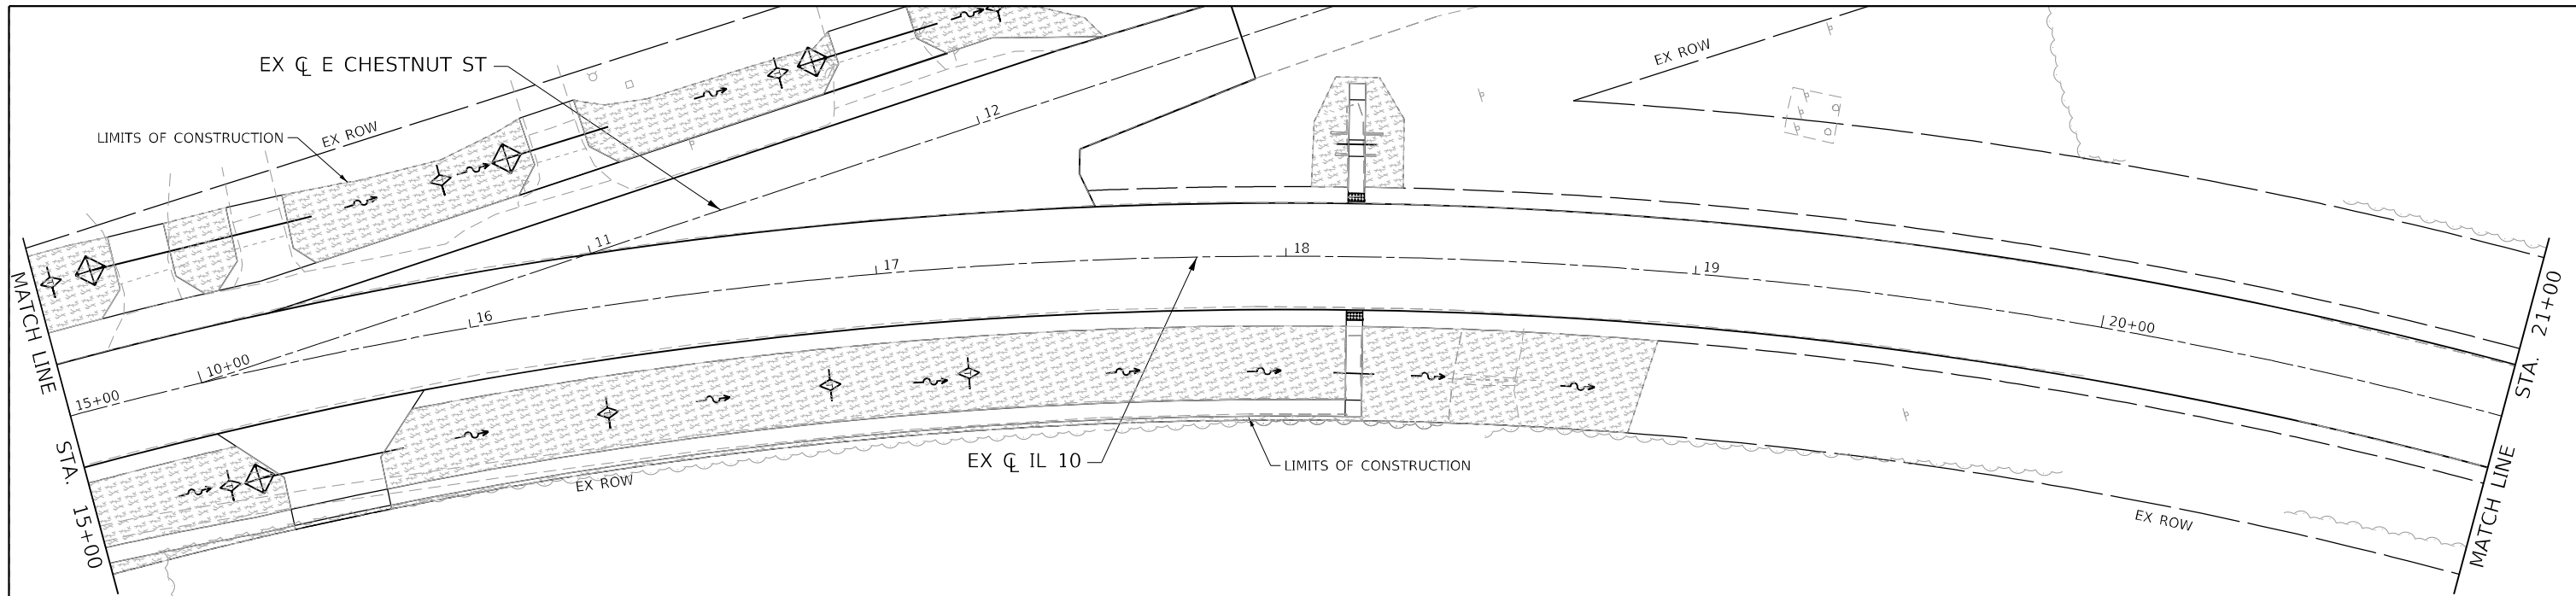 EX ℄ E CHESTNUT ST
EX ROW
12
LIMITS OF CONSTRUCTION
EX ROW
11
18
17
19
MATCH LINE STA. 15+00
16
20+00
MATCH LINE STA. 21+00
10+00
15+00
EX ℄ IL 10
LIMITS OF CONSTRUCTION
EX ROW
EX ROW